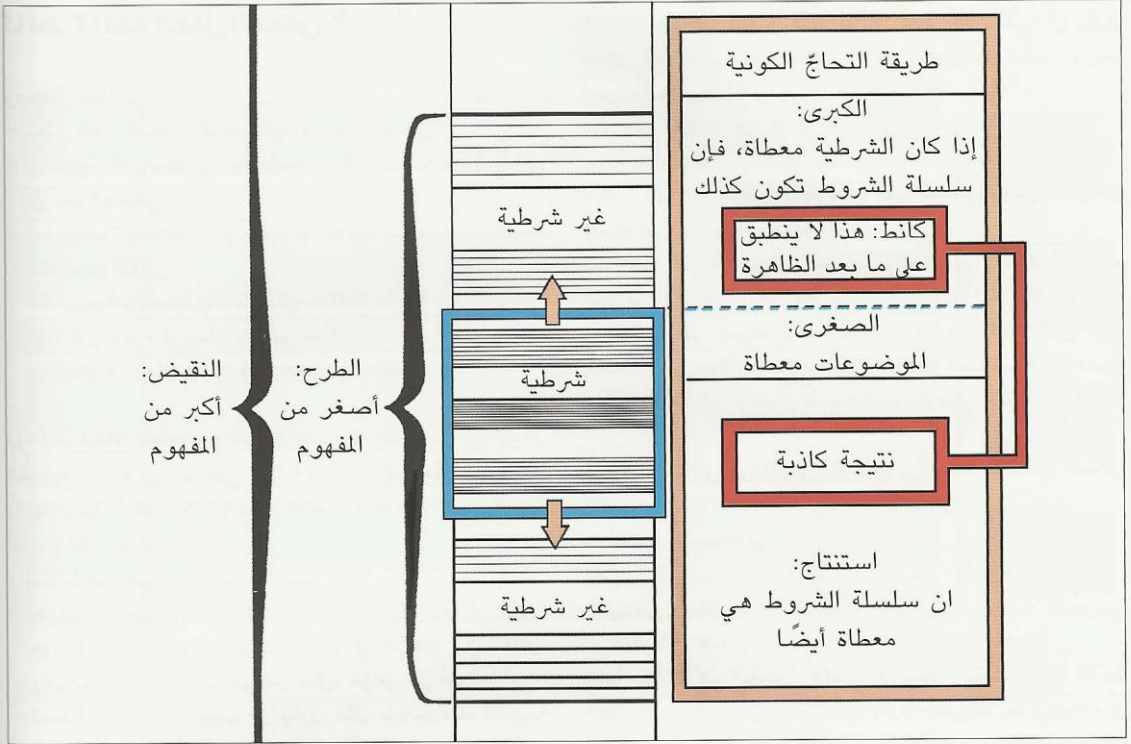 طريقة التحاجّ الكونية
الكبرى:
إذا كان الشرطية معطاة، فإن
سلسلة الشروط تكون كذلك
كانط: هذا لا ينطبق
على ما بعد الظاهرة
الصغرى:
الموضوعات معطاة
نتيجة كاذبة
استنتاج:
ان سلسلة الشروط هي
معطاة أيضًا
غير شرطية
شرطية
غير شرطية
الطرح:
أصغر من
المفهوم
النقيض:
أكبر من
المفهوم